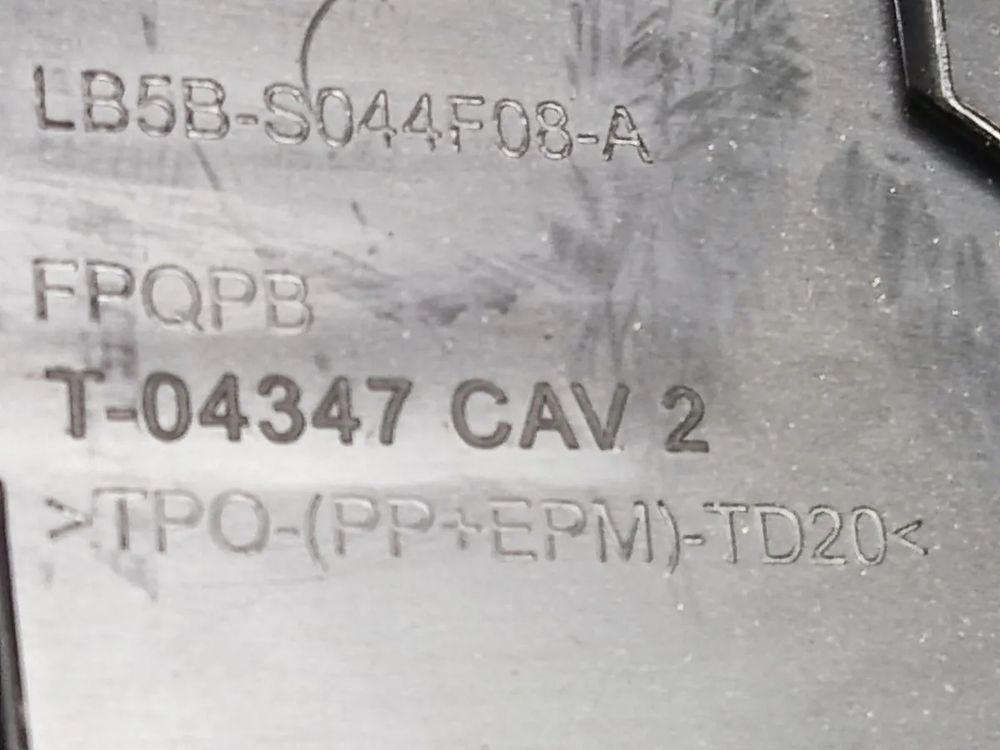 LB5B-S044F08-A
FPQPB
T-04347 CAV 2
>TPO-(PP+EPM)-TD20<